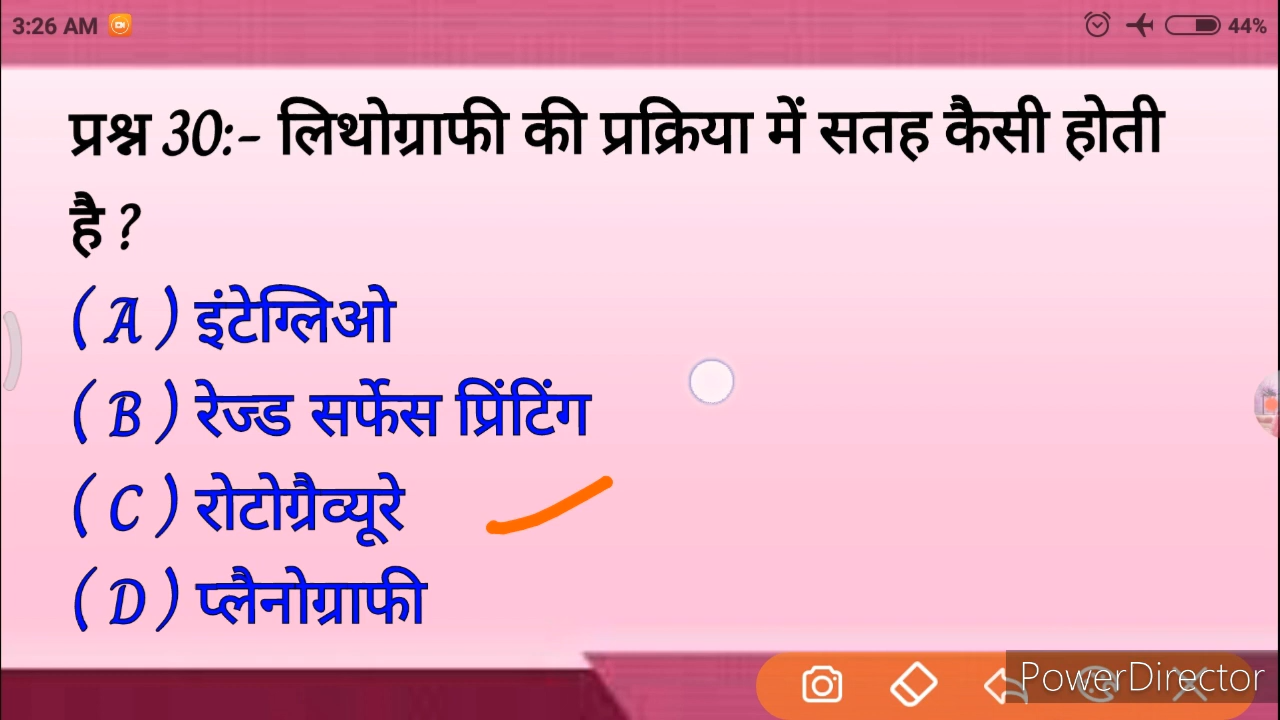 3:26 AM
44%
प्रश्न 30:- लिथोग्राफी की प्रक्रिया में सतह कैसी होती
है ?
( A ) इंटेग्लिओ
( B ) रेज्ड सर्फेस प्रिंटिंग
( C ) रोटोग्रैव्यूरे
( D ) प्लैनोग्राफी
PowerDirector